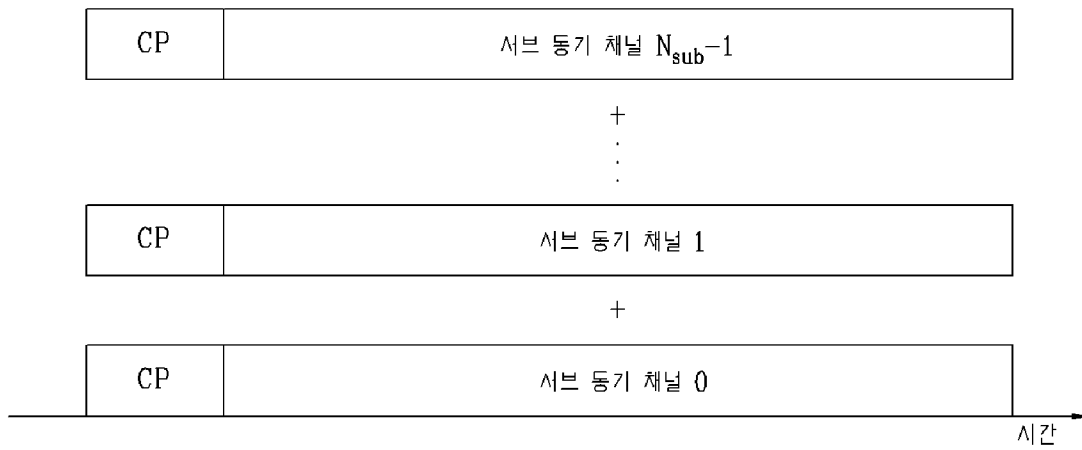 CP 서브 동기 채널 N_sub−1
+
.
.
.
CP 서브 동기 채널 1
+
CP 서브 동기 채널 0
시간